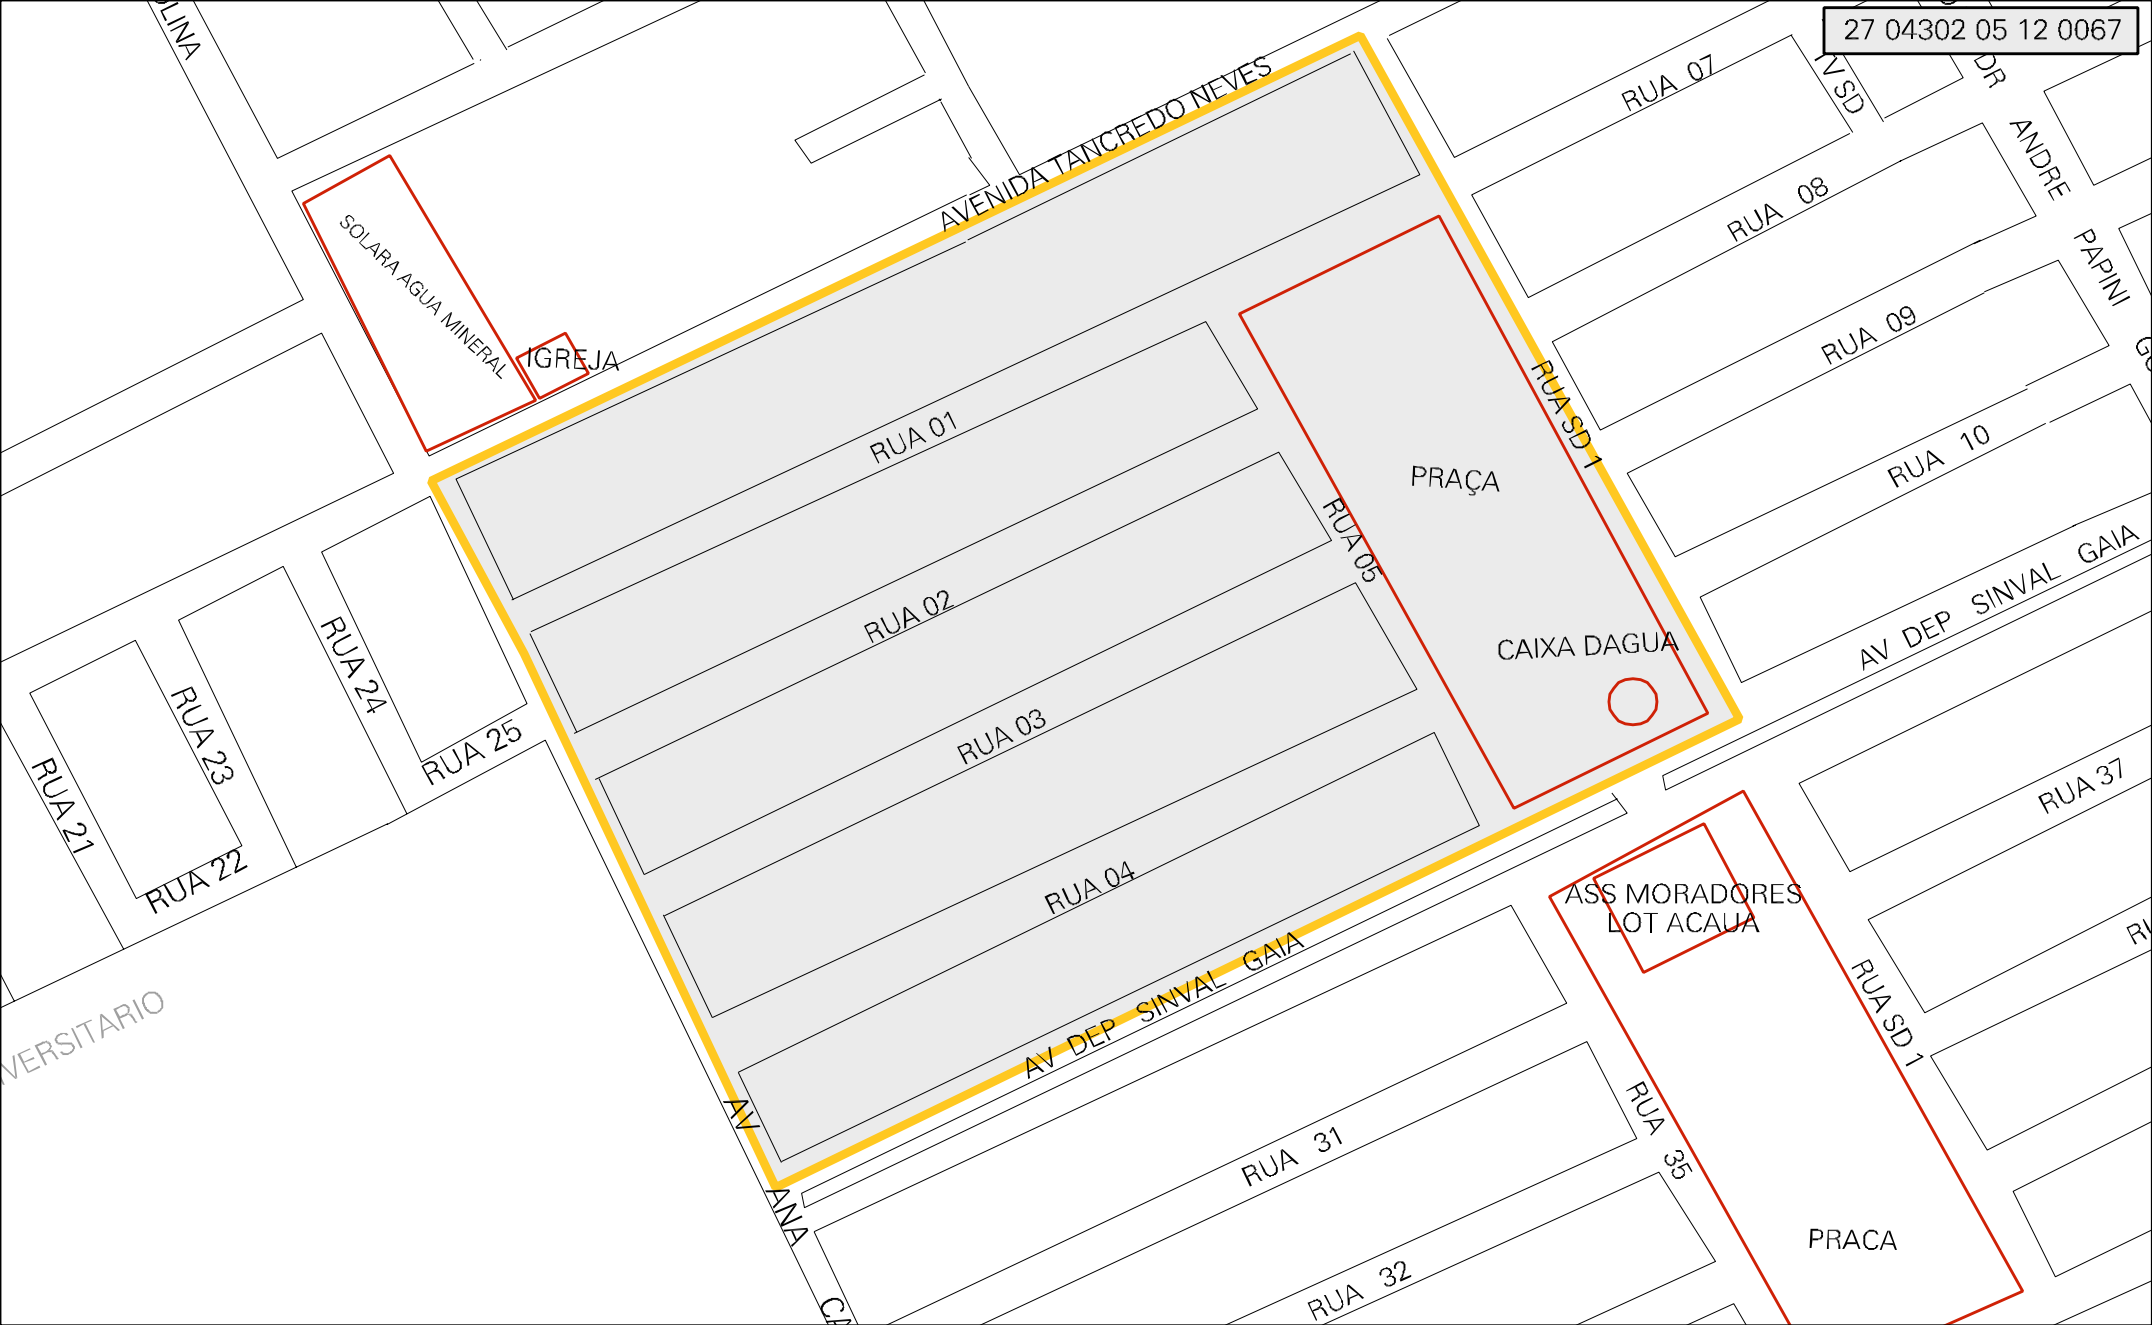 27 04302 05 12 0067
RUA 07
TV SD
DR ANDRE PAPINI
AVENIDA TANCREDO NEVES
RUA 08
SOLARA AGUA MINERAL
IGREJA
RUA 09
RUA SD 1
RUA 01
RUA 10
PRAÇA
RUA 05
AV DEP SINVAL GAIA
RUA 02
RUA 24
CAIXA DAGUA
RUA 03
RUA 25
RUA 23
RUA 21
RUA 37
RUA 04
RUA 22
ASS MORADORES
LOT ACAUA
AV DEP SINVAL GAIA
RUA SD 1
VERSITARIO
AV ANA
RUA 31
RUA 35
PRACA
RUA 32